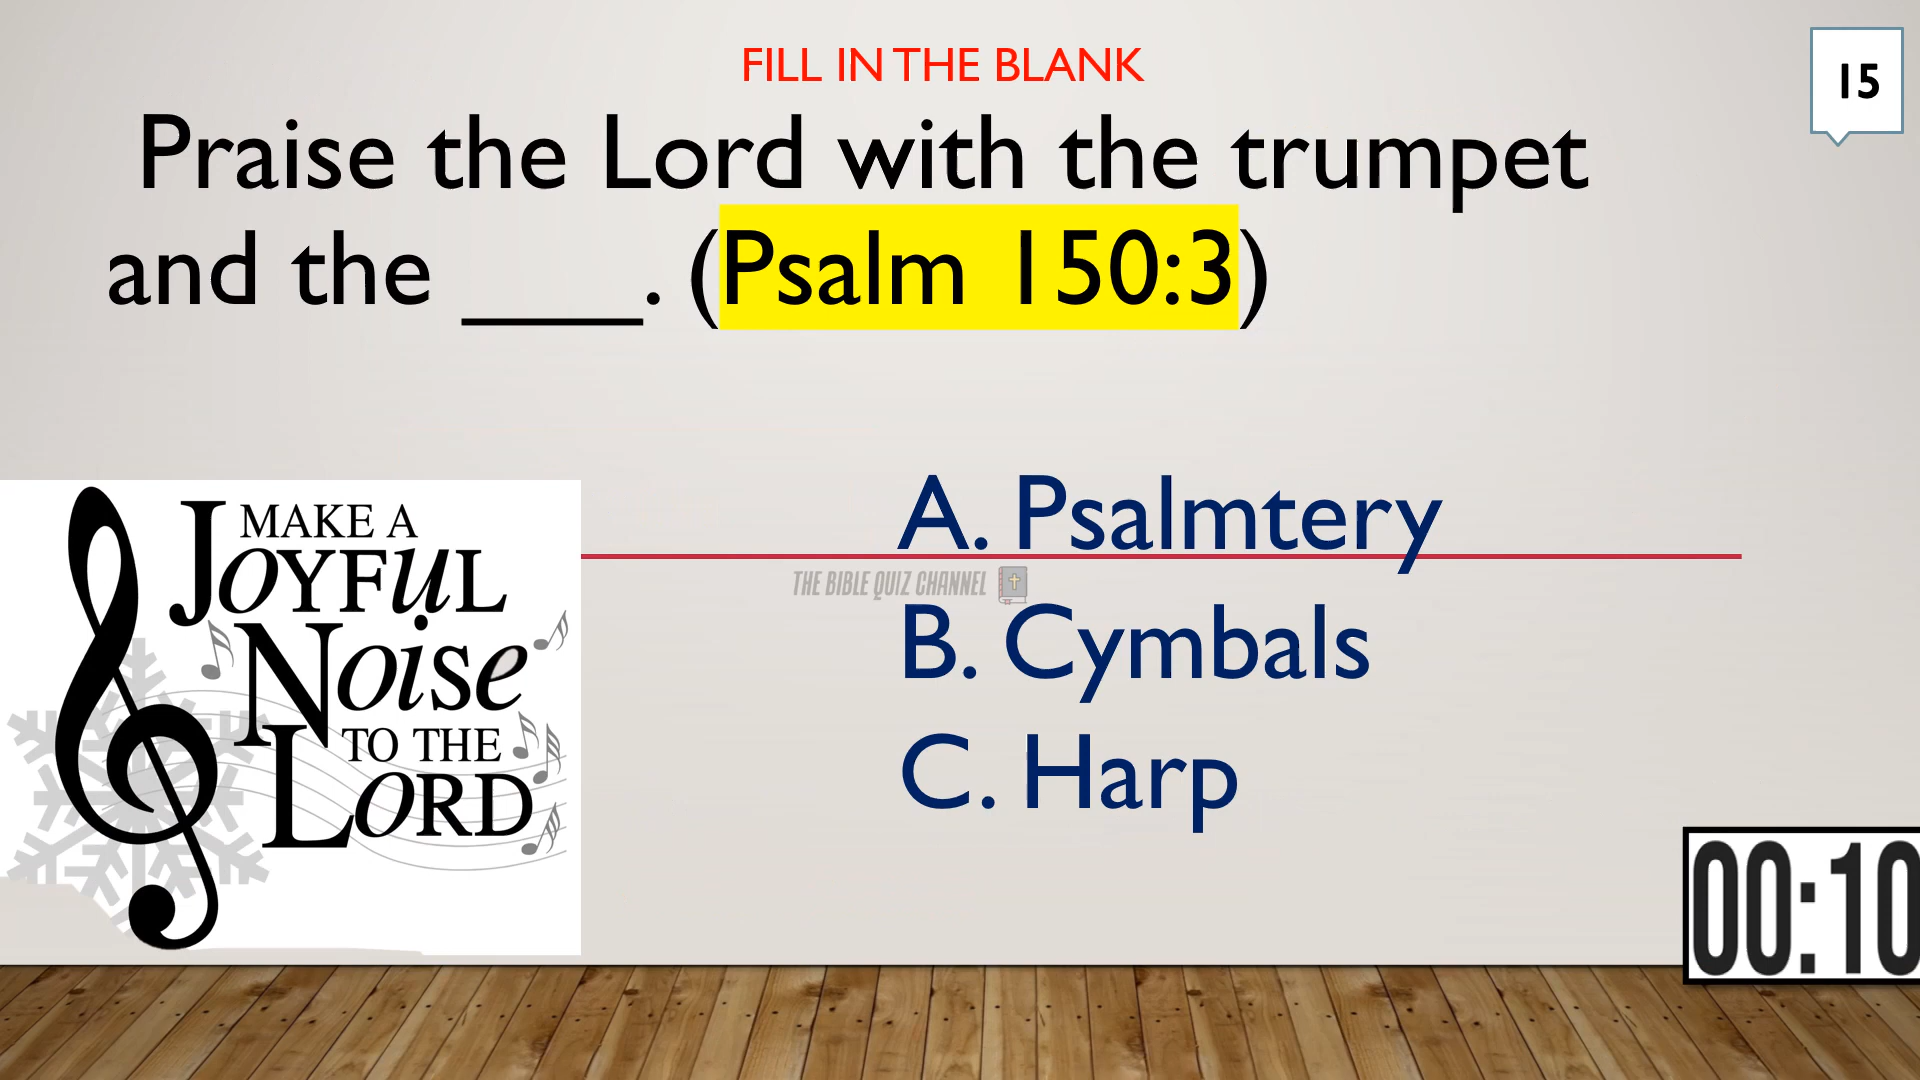 FILL IN THE BLANK
15
Praise the Lord with the trumpet
and the ___. (Psalm 150:3)
MAKE A
JOYFUL
NOISE
TO THE
LORD
A. Psalmtery
THE BIBLE QUIZ CHANNEL
B. Cymbals
C. Harp
00:10